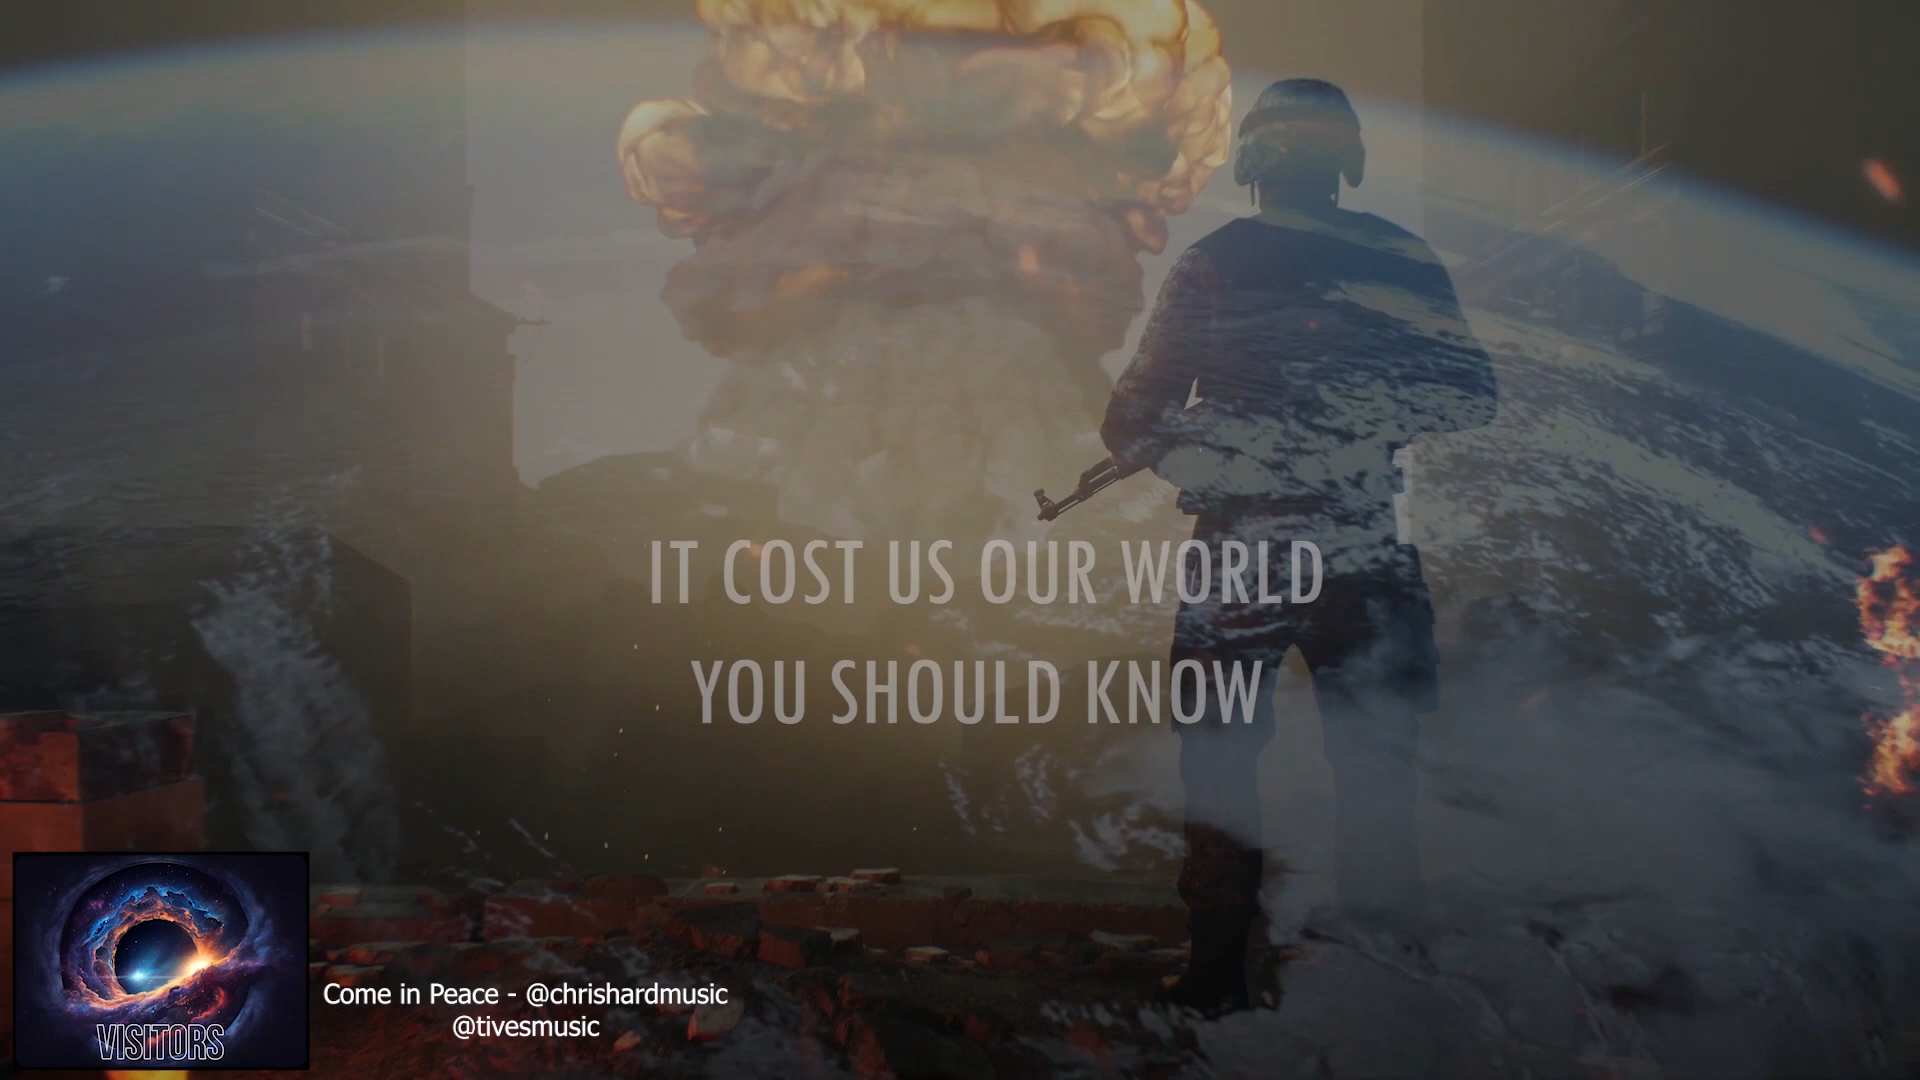 IT COST US OUR WORLD
YOU SHOULD KNOW
VISITORS
Come in Peace - @chrishardmusic
@tivesmusic